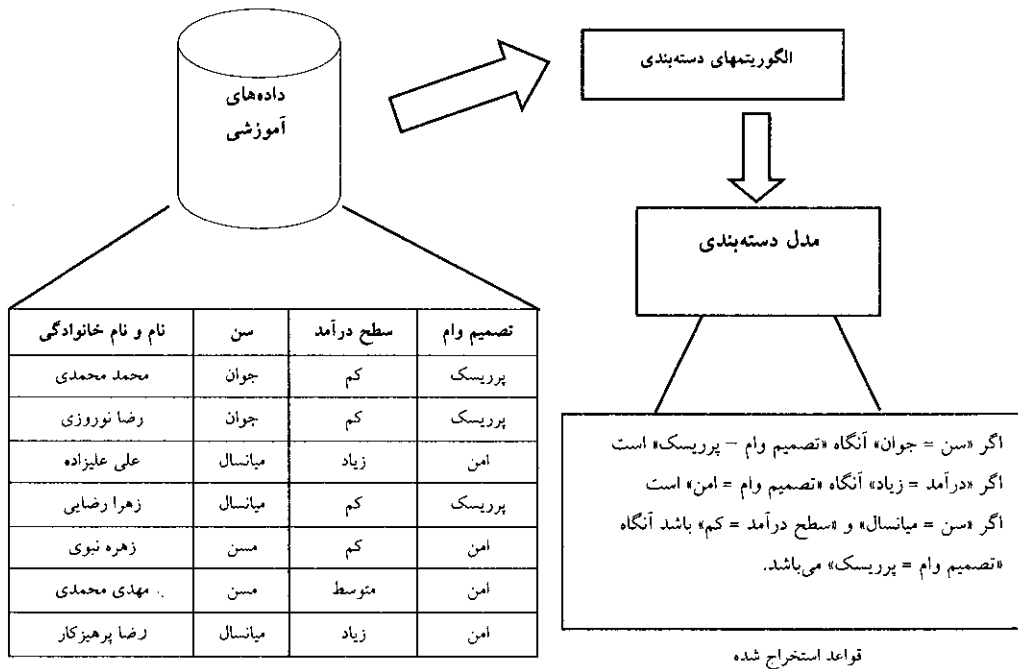 داده‌های
آموزشی
الگوریتمهای دسته‌بندی
مدل دسته‌بندی
نام و نام خانوادگی سن سطح درآمد تصمیم وام
محمد محمدی جوان کم پرریسک
رضا نوروزی جوان کم پرریسک
علی علیزاده میانسال زیاد امن
زهرا رضایی میانسال کم پرریسک
زهره نبوی مسن کم امن
مهدی محمدی مسن متوسط امن
رضا پرهیزکار میانسال زیاد امن
اگر «سن = جوان» آنگاه «تصمیم وام – پرریسک» است
اگر «درآمد = زیاد» آنگاه «تصمیم وام = امن» است
اگر «سن = میانسال» و «سطح درآمد = کم» باشد آنگاه
«تصمیم وام = پرریسک» می‌باشد.
قواعد استخراج شده